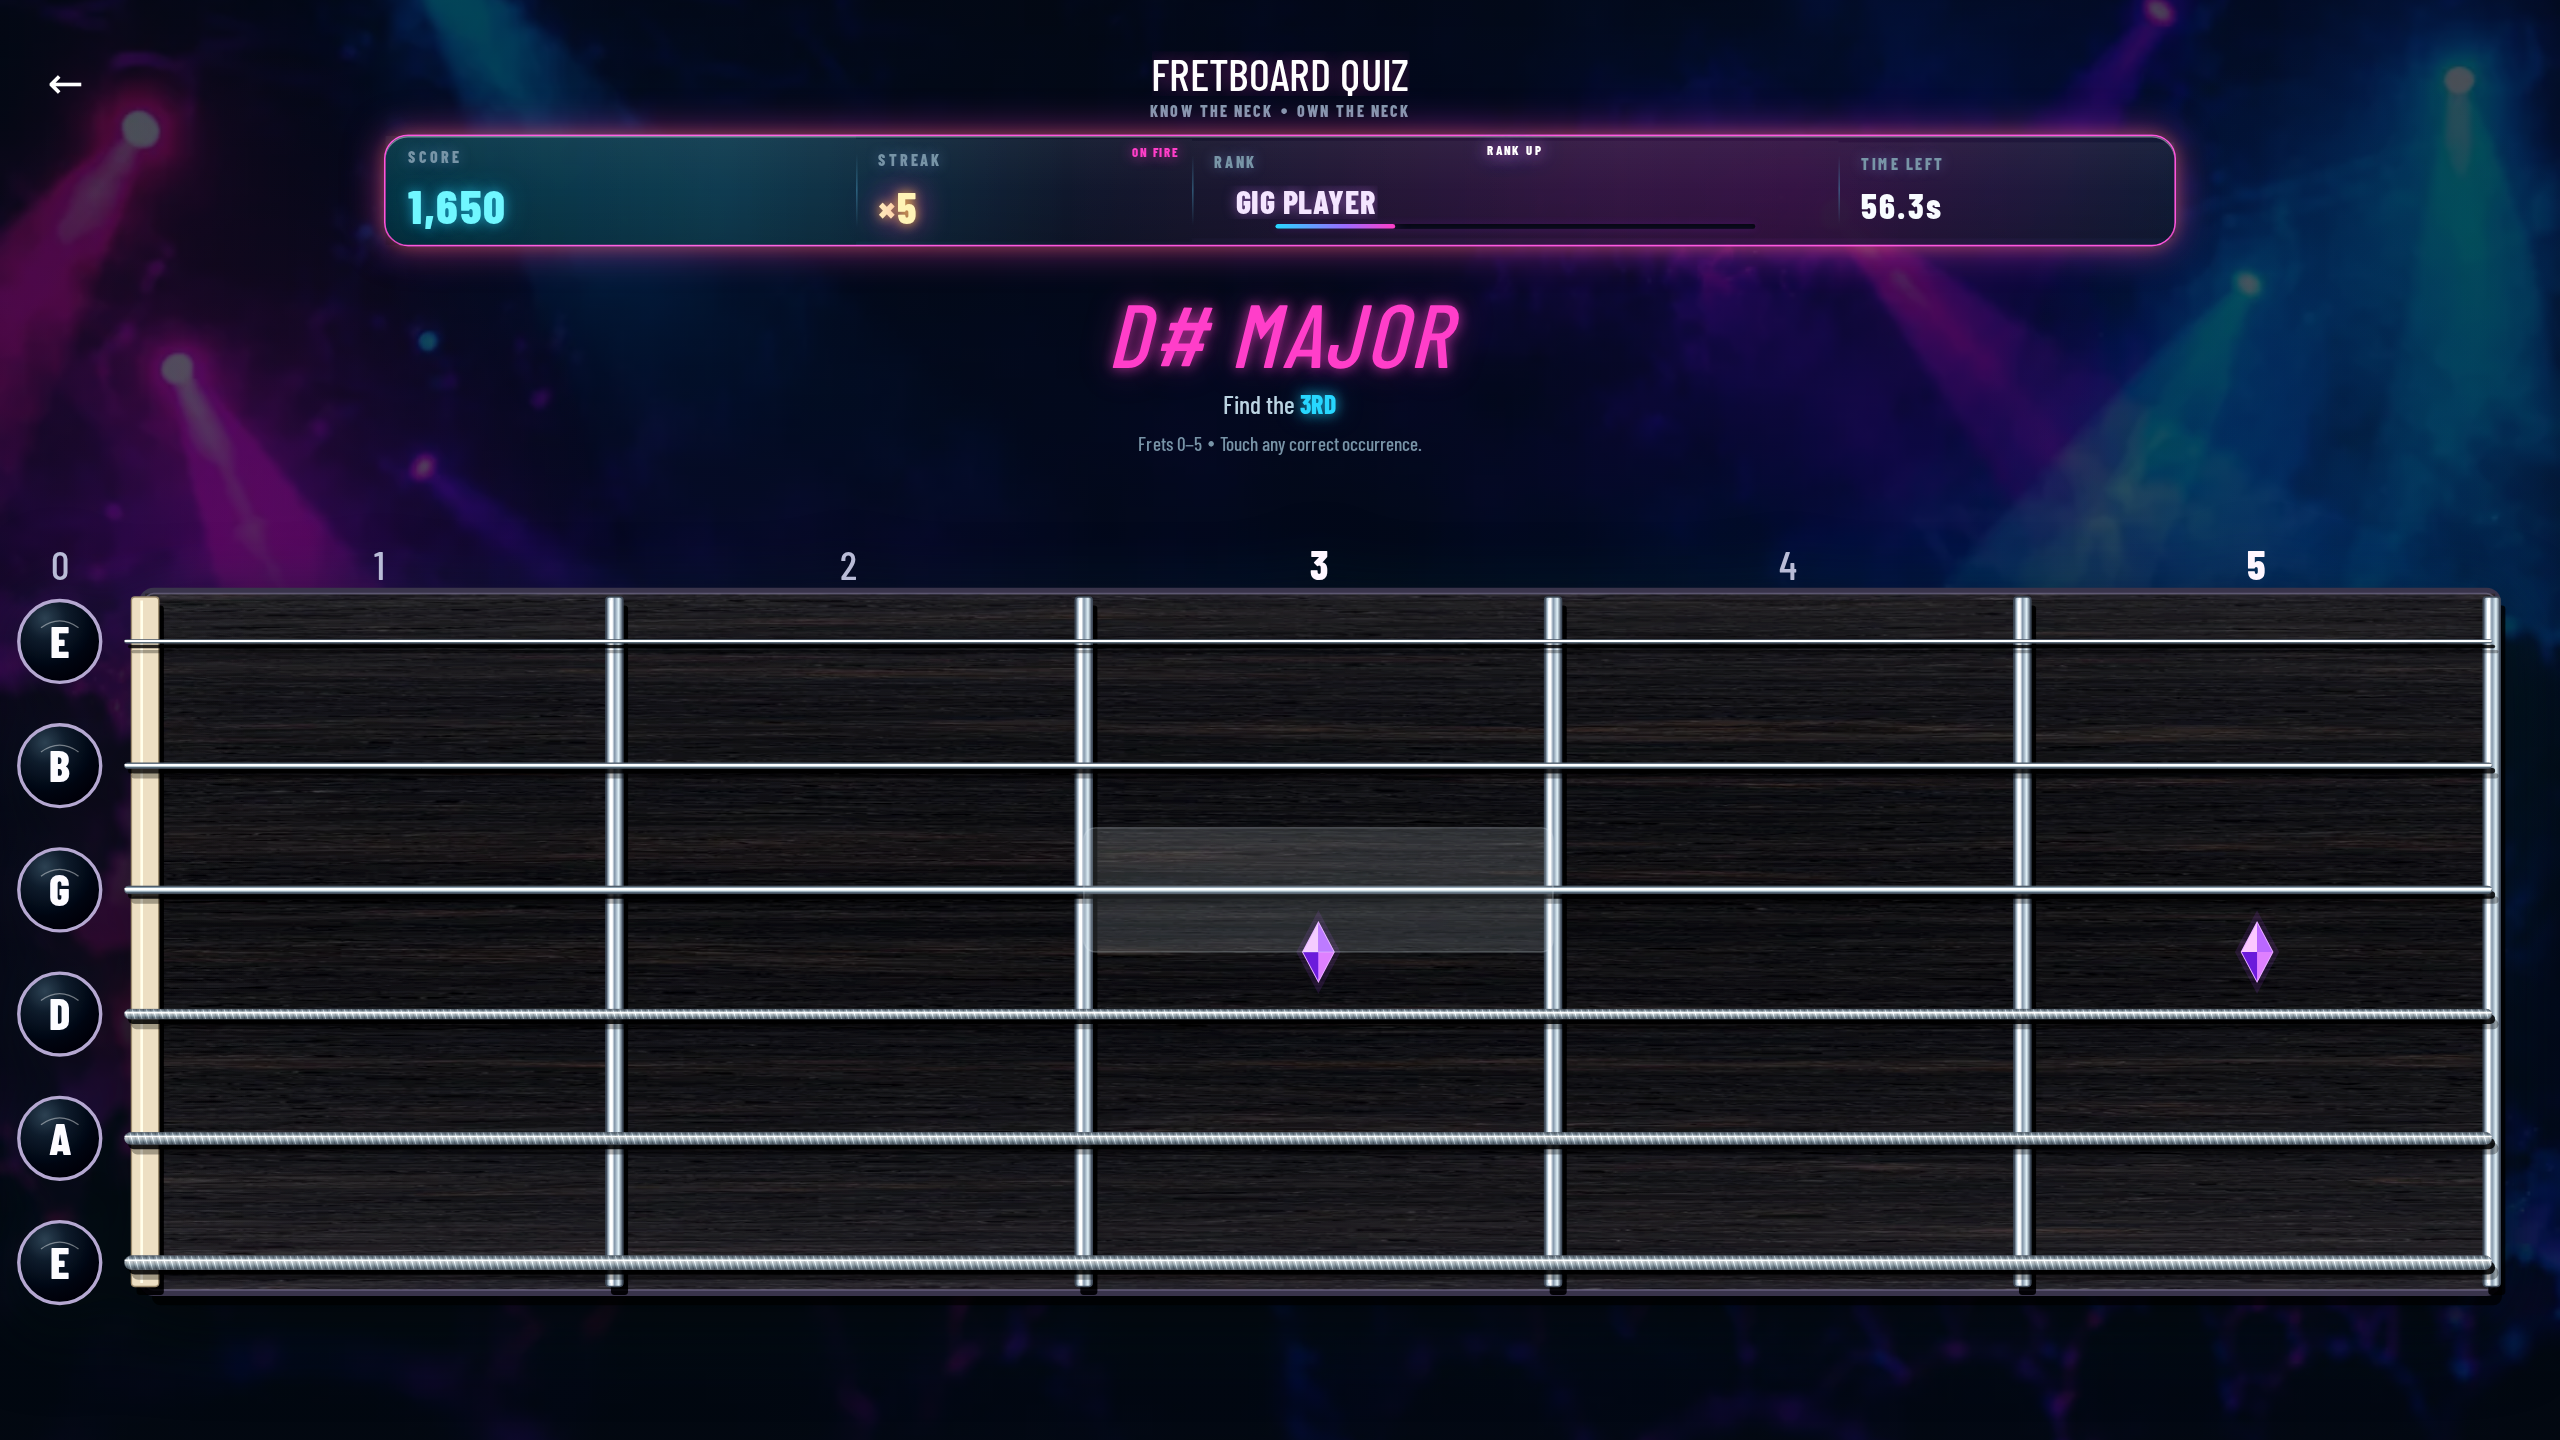 ←
FRETBOARD QUIZ
KNOW THE NECK • OWN THE NECK
SCORE
1,650
STREAK
×5
ON FIRE
RANK
RANK UP
GIG PLAYER
TIME LEFT
56.3s
D# MAJOR
Find the 3RD
Frets 0–5 • Touch any correct occurrence.
0 1 2 3 4 5
E
B
G
D
A
E